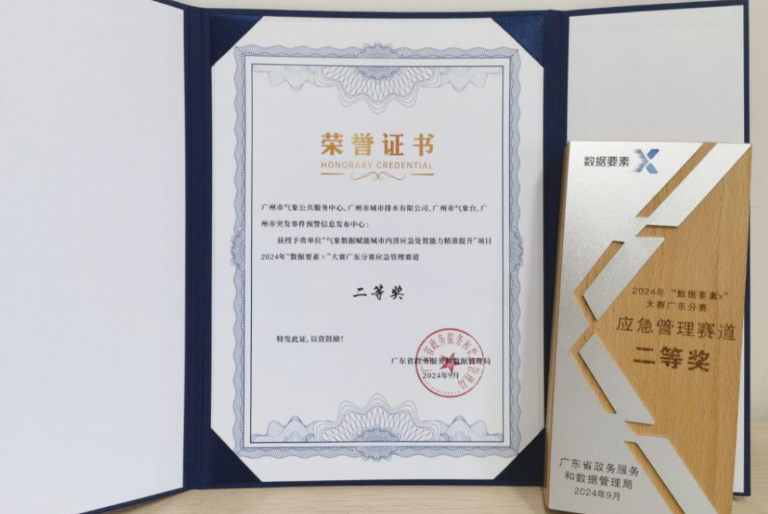 荣誉证书
HONORARY CREDENTIAL
广州市气象公共服务中心、广州市城市排水有限公司、广州市气象台、广
州市突发事件预警信息发布中心：
兹授予贵单位“气象数据赋能城市内涝应急处置能力精准提升”项目
2024年“数据要素×”大赛广东分赛应急管理赛道
二等奖
特发此证，以资鼓励！
广东省政务服务和数据管理局
2024年9月
数据要素X
2024年“数据要素x”
大赛广东分赛
应急管理赛道
二等奖
广东省政务服务
和数据管理局
2024年9月